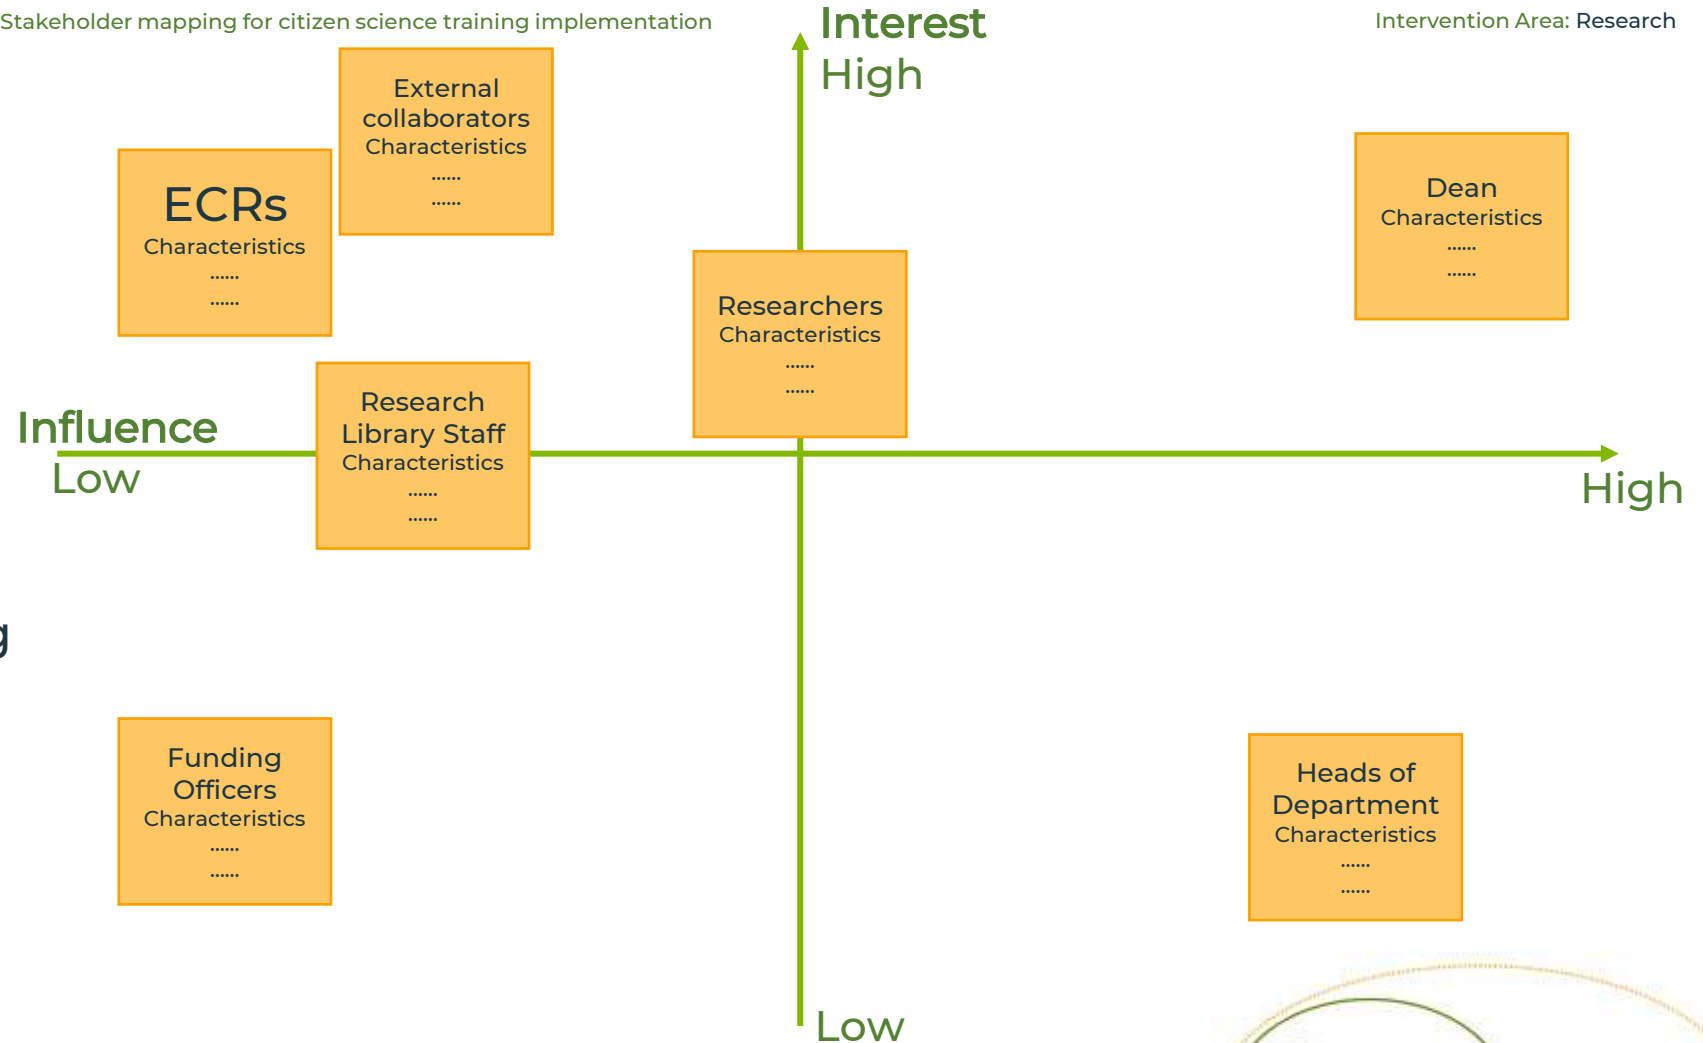 Stakeholder mapping for citizen science training implementation
Interest
High
Intervention Area: Research
External
collaborators
Characteristics
......
......
ECRs
Characteristics
......
......
Dean
Characteristics
......
......
Researchers
Characteristics
......
......
Research
Library Staff
Characteristics
......
......
Influence
Low
High
g
Funding
Officers
Characteristics
......
......
Heads of
Department
Characteristics
......
......
Low